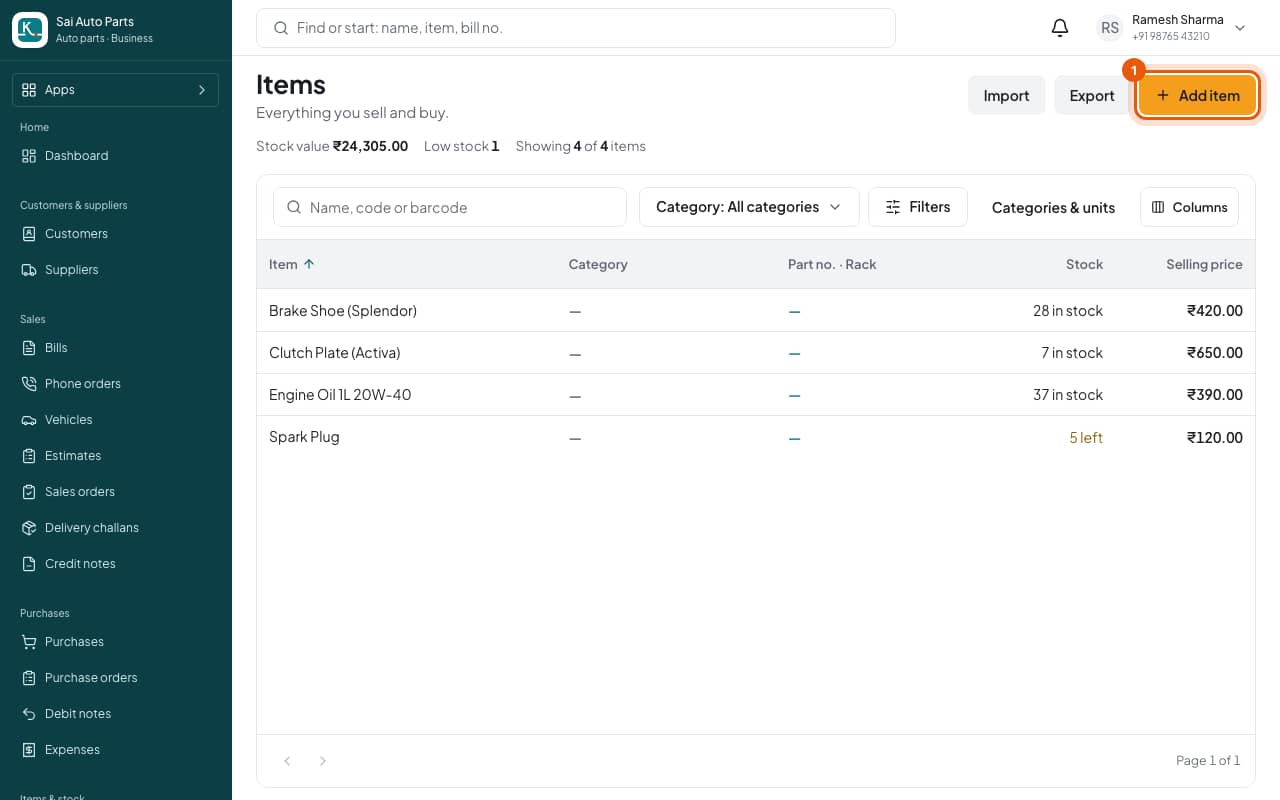 Sai Auto Parts
Auto parts · Business
Apps
Home
Dashboard
Customers & suppliers
Customers
Suppliers
Sales
Bills
Phone orders
Vehicles
Estimates
Sales orders
Delivery challans
Credit notes
Purchases
Purchases
Purchase orders
Debit notes
Expenses
Items & stock
Find or start: name, item, bill no.
RS
Ramesh Sharma
+91 98765 43210
Items
Everything you sell and buy.
Import
Export
1
+ Add item
Stock value ₹24,305.00 Low stock 1 Showing 4 of 4 items
Name, code or barcode
Category: All categories
Filters
Categories & units
Columns
Item Category Part no. · Rack Stock Selling price
Brake Shoe (Splendor) — — 28 in stock ₹420.00
Clutch Plate (Activa) — — 7 in stock ₹650.00
Engine Oil 1L 20W-40 — — 37 in stock ₹390.00
Spark Plug — — 5 left ₹120.00
Page 1 of 1